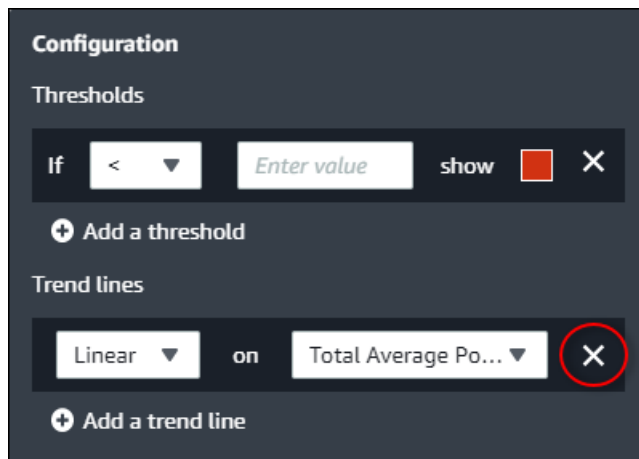 Configuration
Thresholds
If < Enter value show
Add a threshold
Trend lines
Linear on Total Average Po...
Add a trend line